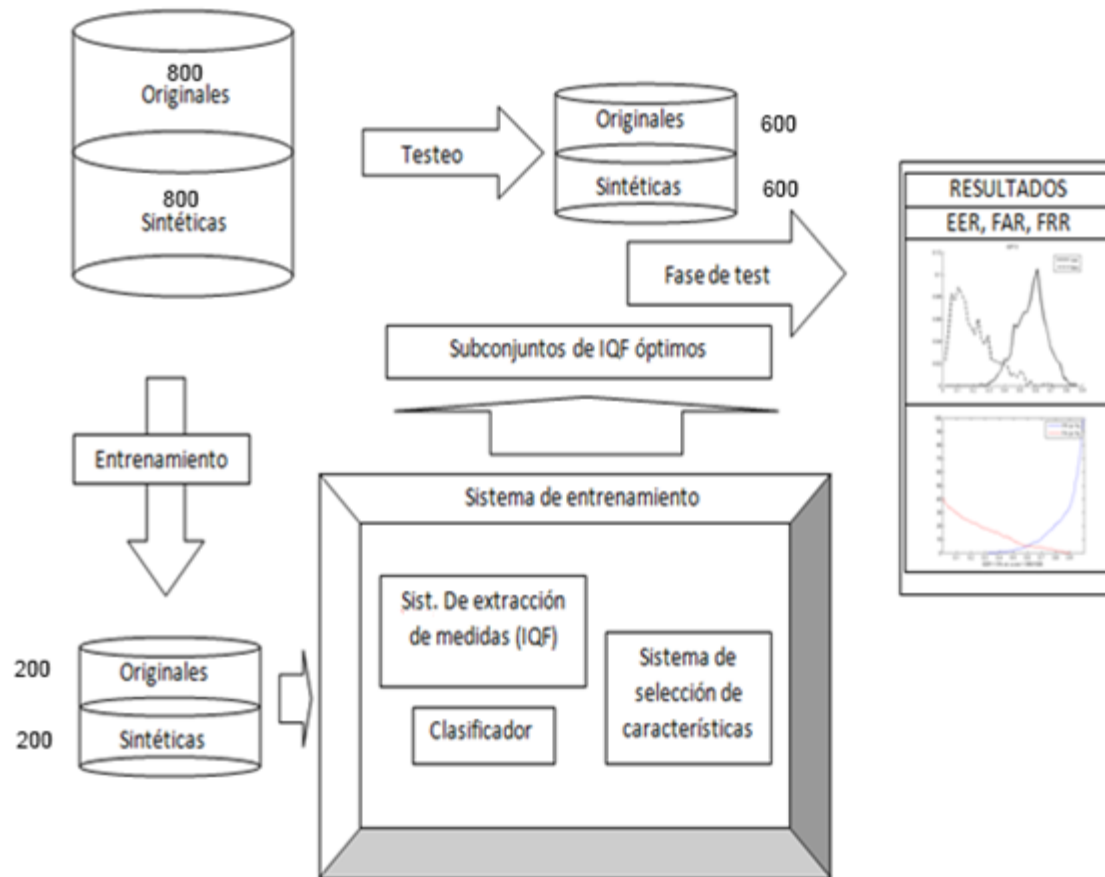 800
Originales
800
Sintéticas
Testeo
Originales
600
Sintéticas
600
Fase de test
RESULTADOS
EER, FAR, FRR
Subconjuntos de IQF óptimos
Entrenamiento
Sistema de entrenamiento
Sist. De extracción
de medidas (IQF)
Sistema de
selección de
características
Clasificador
200
Originales
200
Sintéticas